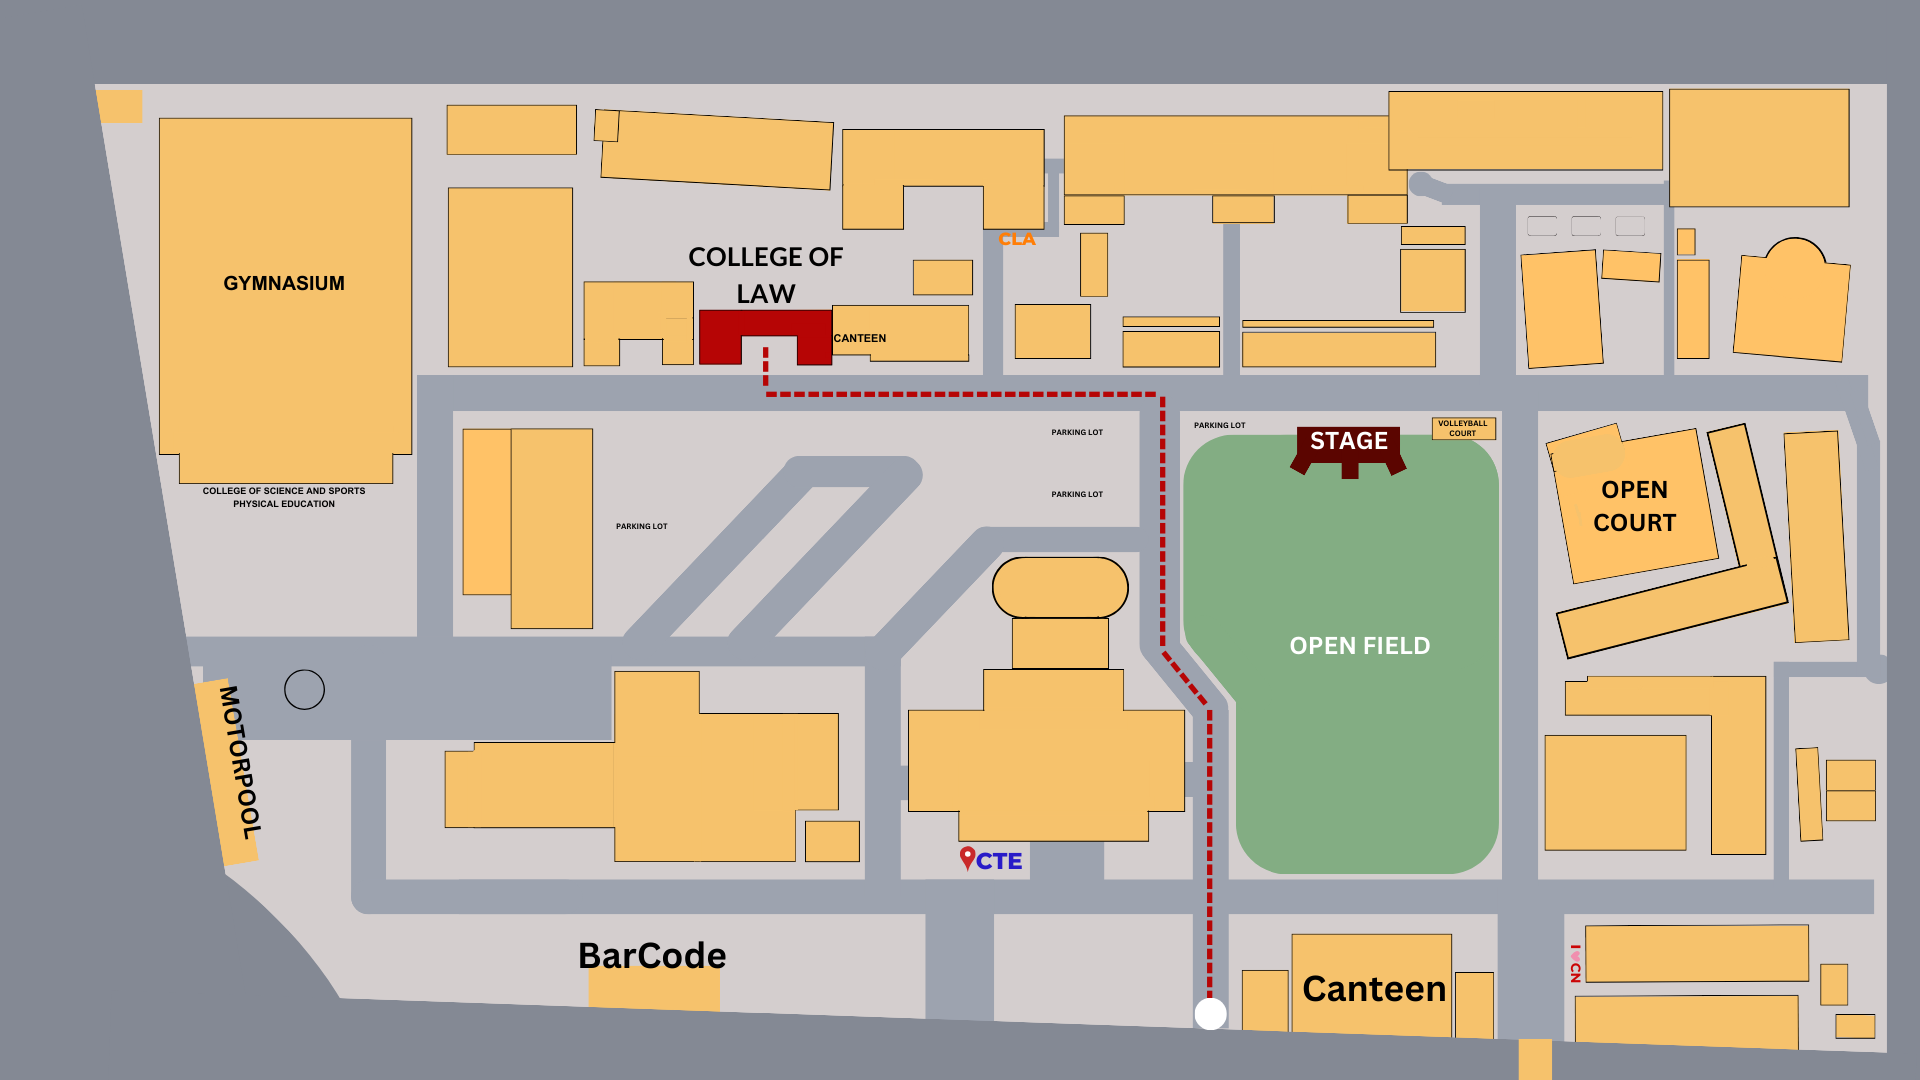 CLA
COLLEGE OF
LAW
GYMNASIUM
CANTEEN
PARKING LOT
PARKING LOT
VOLLEYBALL
COURT
STAGE
COLLEGE OF SCIENCE AND SPORTS
PHYSICAL EDUCATION
PARKING LOT
PARKING LOT
OPEN
COURT
OPEN FIELD
MOTORPOOL
CTE
BarCode
Canteen
I ♥ CN